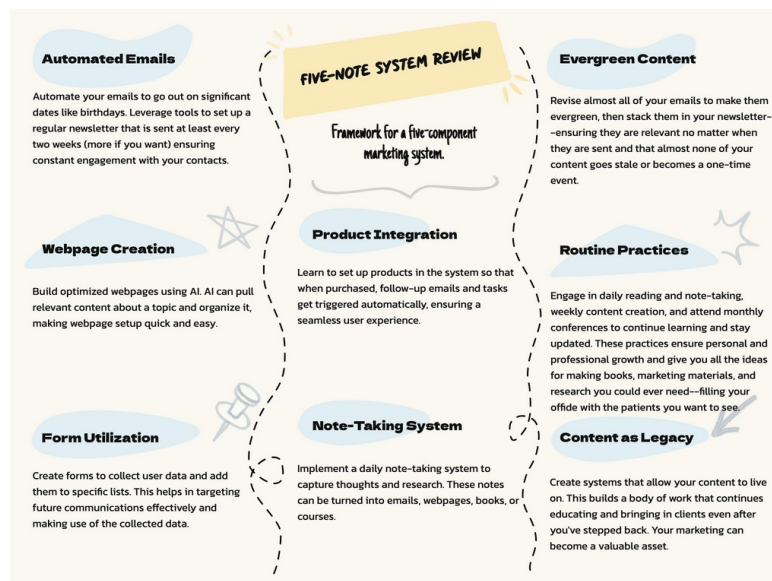 Automated Emails
Automate your emails to go out on significant
dates like birthdays. Leverage tools to set up a
regular newsletter that is sent at least every
two weeks (more if you want) ensuring
constant engagement with your contacts.
Webpage Creation
Build optimized webpages using AI. AI can pull
relevant content about a topic and organize it,
making webpage setup quick and easy.
Form Utilization
Create forms to collect user data and add
them to specific lists. This helps in targeting
future communications effectively and
making use of the collected data.
FIVE-NOTE SYSTEM REVIEW
Framework for a five-component
marketing system.
Product Integration
Learn to set up products in the system so that
when purchased, follow-up emails and tasks
get triggered automatically, ensuring a
seamless user experience.
Note-Taking System
Implement a daily note-taking system to
capture thoughts and research. These notes
can be turned into emails, webpages, books, or
courses.
Evergreen Content
Revise almost all of your emails to make them
evergreen, then stack them in your newsletter-
-ensuring they are relevant no matter when
they are sent and that almost none of your
content goes stale or becomes a one-time
event.
Routine Practices
Engage in daily reading and note-taking,
weekly content creation, and attend monthly
conferences to continue learning and stay
updated. These practices ensure personal and
professional growth and give you all the ideas
for making books, marketing materials, and
research you could ever need--filling your
offide with the patients you want to see.
Content as Legacy
Create systems that allow your content to live
on. This builds a body of work that continues
educating and bringing in clients even after
you've stepped back. Your marketing can
become a valuable asset.